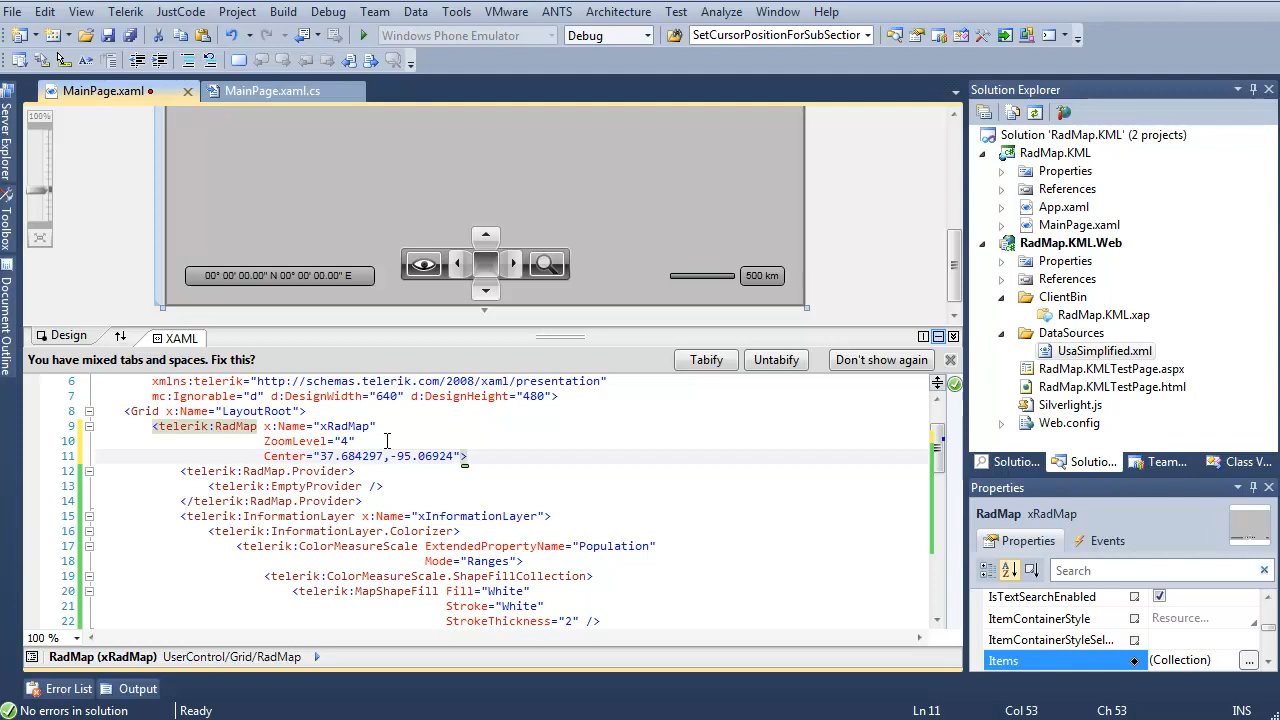 File Edit View Telerik JustCode Project Build Debug Team Data Tools VMware ANTS Architecture Test Analyze Window Help
Windows Phone Emulator Debug SetCursorPositionForSubSection
MainPage.xaml MainPage.xaml.cs
Server Explorer
Toolbox
Document Outline
100%
00° 00' 00.00" N 00° 00' 00.00" E
500 km
Design XAML
You have mixed tabs and spaces. Fix this? Tabify Untabify Don't show again
6 xmlns:telerik="http://schemas.telerik.com/2008/xaml/presentation"
7 mc:Ignorable="d" d:DesignWidth="640" d:DesignHeight="480">
8 <Grid x:Name="LayoutRoot">
9 <telerik:RadMap x:Name="xRadMap"
10 ZoomLevel="4"
11 Center="37.684297,-95.06924">
12 <telerik:RadMap.Provider>
13 <telerik:EmptyProvider />
14 </telerik:RadMap.Provider>
15 <telerik:InformationLayer x:Name="xInformationLayer">
16 <telerik:InformationLayer.Colorizer>
17 <telerik:ColorMeasureScale ExtendedPropertyName="Population"
18 Mode="Ranges">
19 <telerik:ColorMeasureScale.ShapeFillCollection>
20 <telerik:MapShapeFill Fill="White"
21 Stroke="White"
22 StrokeThickness="2" />
100 %
RadMap (xRadMap) UserControl/Grid/RadMap
Error List Output
No errors in solution Ready Ln 11 Col 53 Ch 53 INS
Solution Explorer
Solution 'RadMap.KML' (2 projects)
RadMap.KML
Properties
References
App.xaml
MainPage.xaml
RadMap.KML.Web
Properties
References
ClientBin
RadMap.KML.xap
DataSources
UsaSimplified.xml
RadMap.KMLTestPage.aspx
RadMap.KMLTestPage.html
Silverlight.js
Web.config
Solutio... Solutio... Team... Class V...
Properties
RadMap xRadMap
Properties Events
Search
IsTextSearchEnabled
ItemContainerStyle Resource...
ItemContainerStyleSel...
Items (Collection) ...